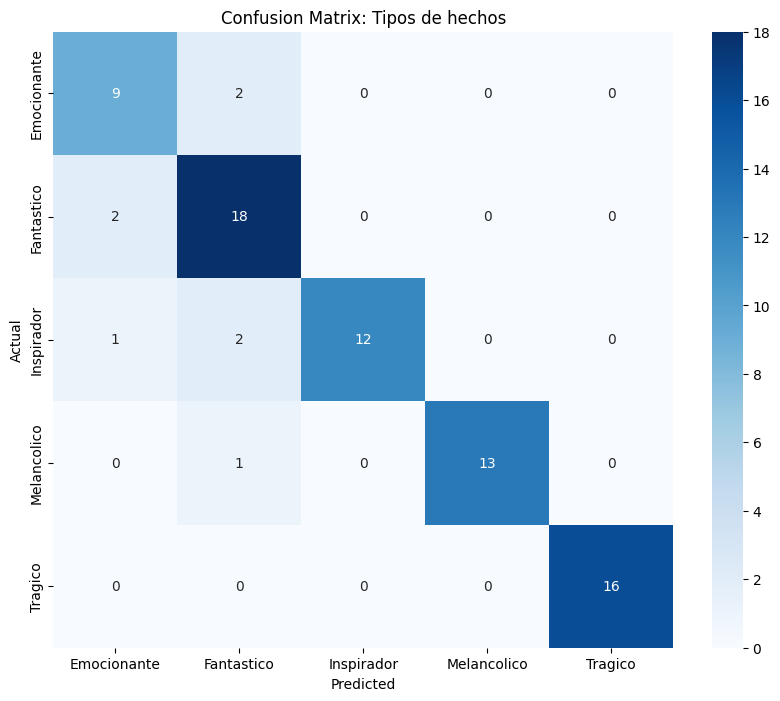 Confusion Matrix: Tipos de hechos
Actual
Emocionante 9 2 0 0 0
Fantastico 2 18 0 0 0
Inspirador 1 2 12 0 0
Melancolico 0 1 0 13 0
Tragico 0 0 0 0 16
Emocionante Fantastico Inspirador Melancolico Tragico
Predicted
18
16
14
12
10
8
6
4
2
0